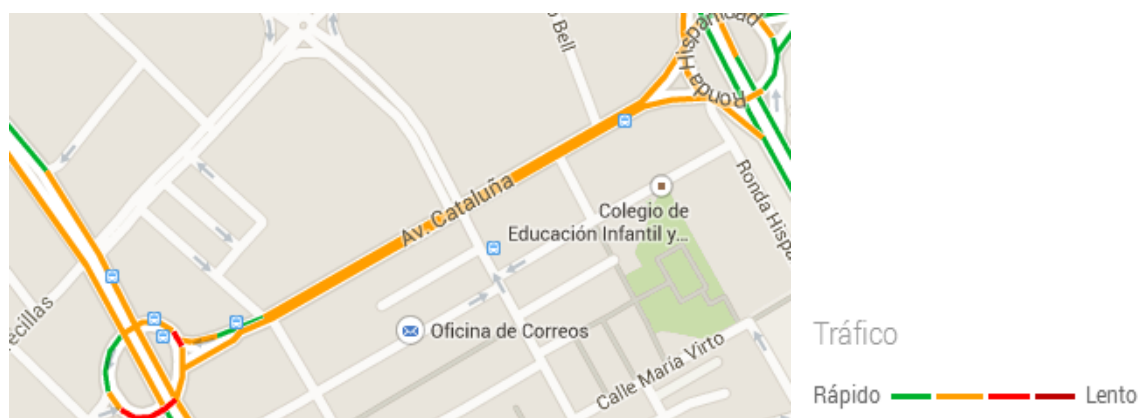 Bell
Ronda Hispanidad
Av. Cataluña
Ronda Hispa
Colegio de
Educación Infantil y...
ecillas
Oficina de Correos
Calle María Virto
Tráfico
Rápido
Lento